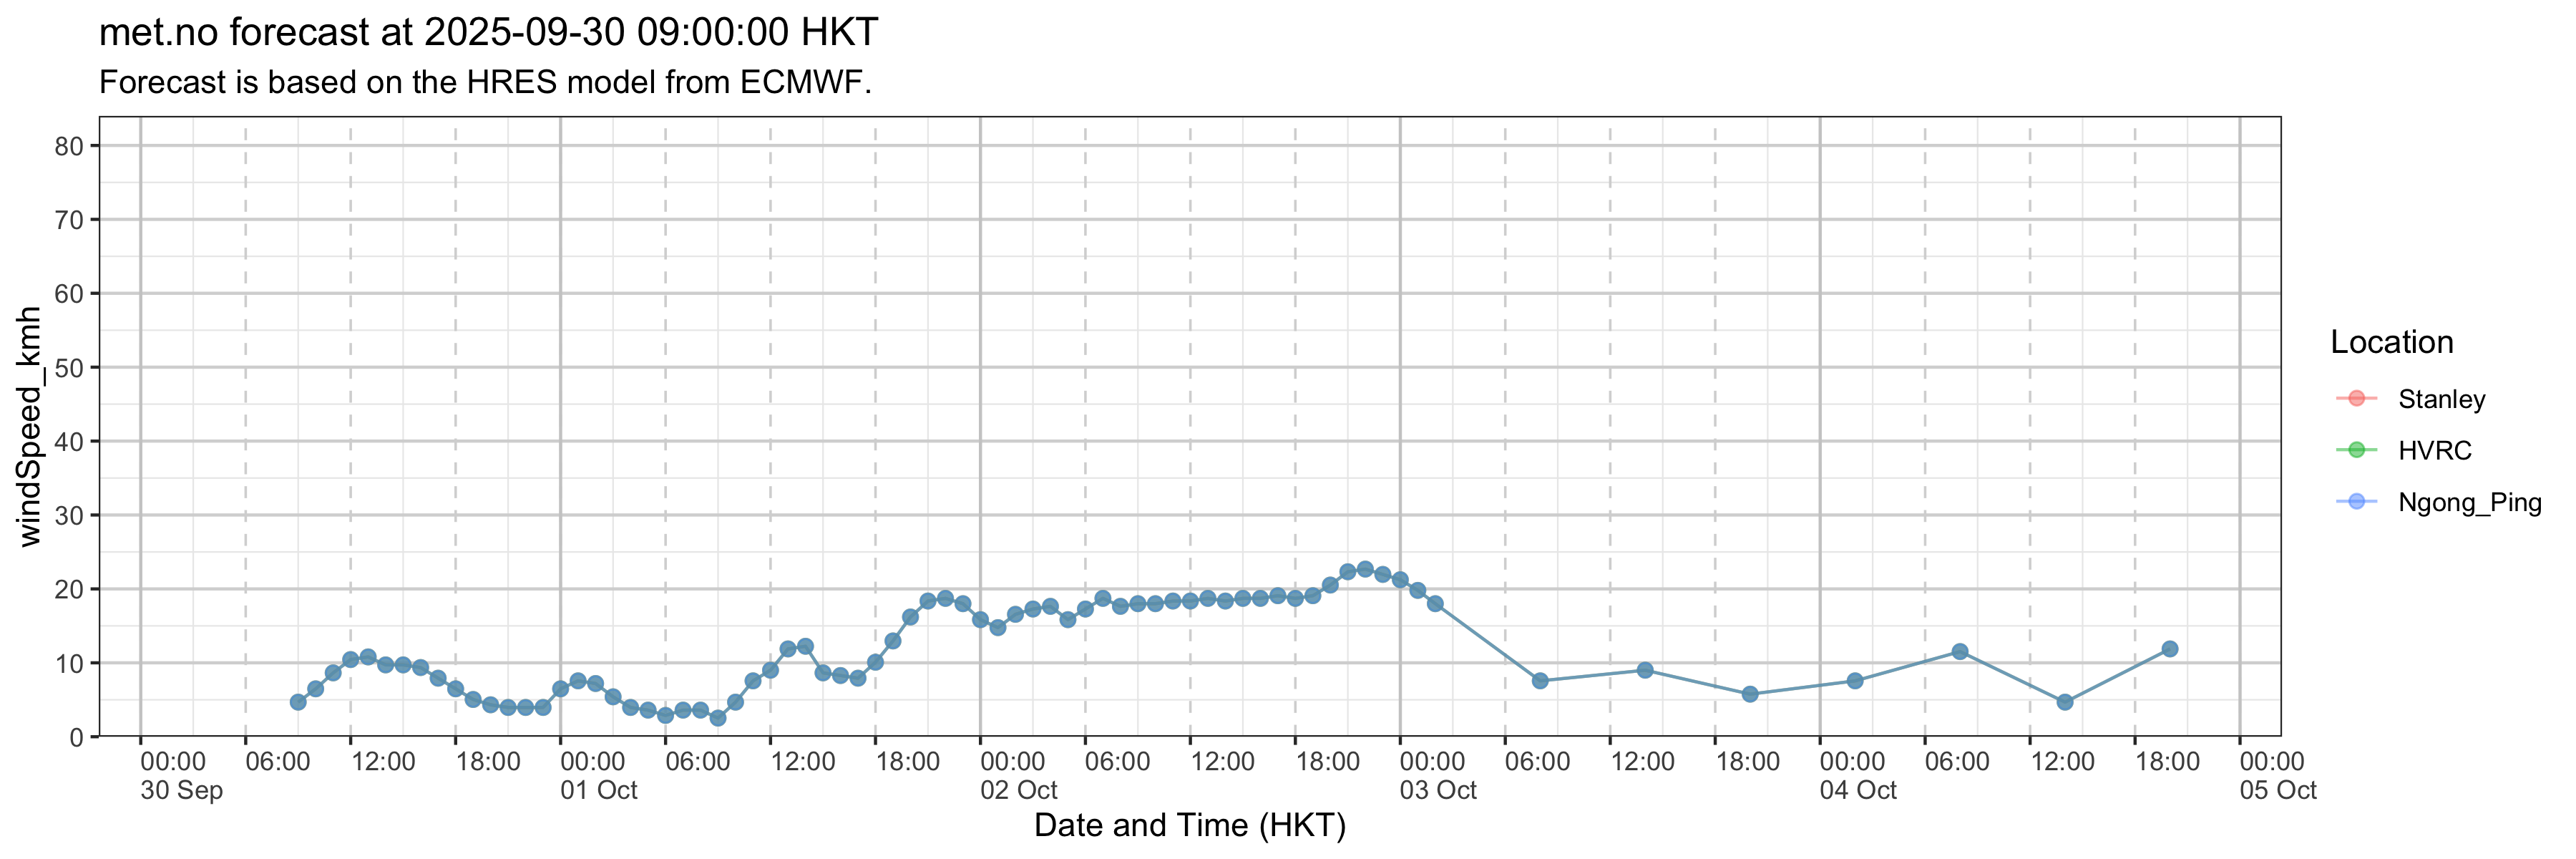 met.no forecast at 2025-09-30 09:00:00 HKT
Forecast is based on the HRES model from ECMWF.
windSpeed_kmh
80
70
60
50
40
30
20
10
0
00:00 06:00 12:00 18:00 00:00 06:00 12:00 18:00 00:00 06:00 12:00 18:00 00:00 06:00 12:00 18:00 00:00 06:00 12:00 18:00 00:00
30 Sep 01 Oct 02 Oct 03 Oct 04 Oct 05 Oct
Date and Time (HKT)
Location
Stanley
HVRC
Ngong_Ping